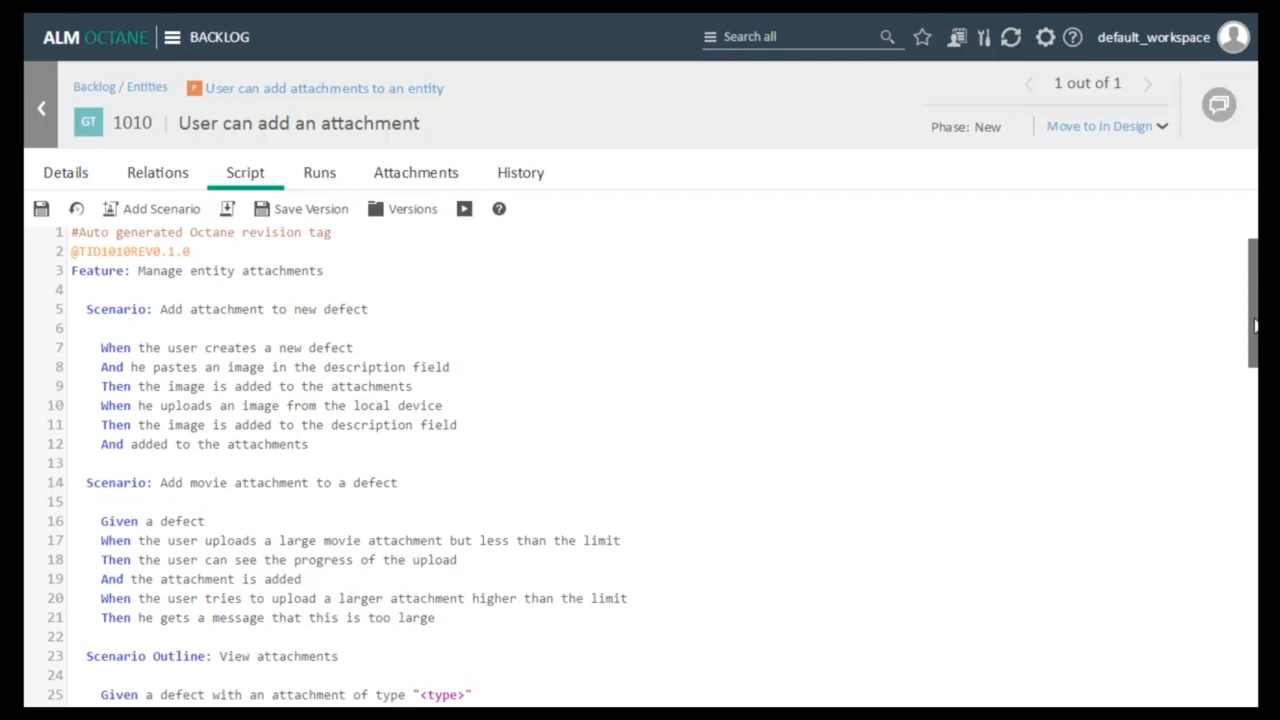 ALM OCTANE BACKLOG Search all default_workspace
Backlog / Entities User can add attachments to an entity 1 out of 1
GT 1010 User can add an attachment Phase: New Move to In Design
Details Relations Script Runs Attachments History
Add Scenario Save Version Versions
1 #Auto generated Octane revision tag
2 @TID1010REV0.1.0
3 Feature: Manage entity attachments
4
5 Scenario: Add attachment to new defect
6
7 When the user creates a new defect
8 And he pastes an image in the description field
9 Then the image is added to the attachments
10 When he uploads an image from the local device
11 Then the image is added to the description field
12 And added to the attachments
13
14 Scenario: Add movie attachment to a defect
15
16 Given a defect
17 When the user uploads a large movie attachment but less than the limit
18 Then the user can see the progress of the upload
19 And the attachment is added
20 When the user tries to upload a larger attachment higher than the limit
21 Then he gets a message that this is too large
22
23 Scenario Outline: View attachments
24
25 Given a defect with an attachment of type "<type>"